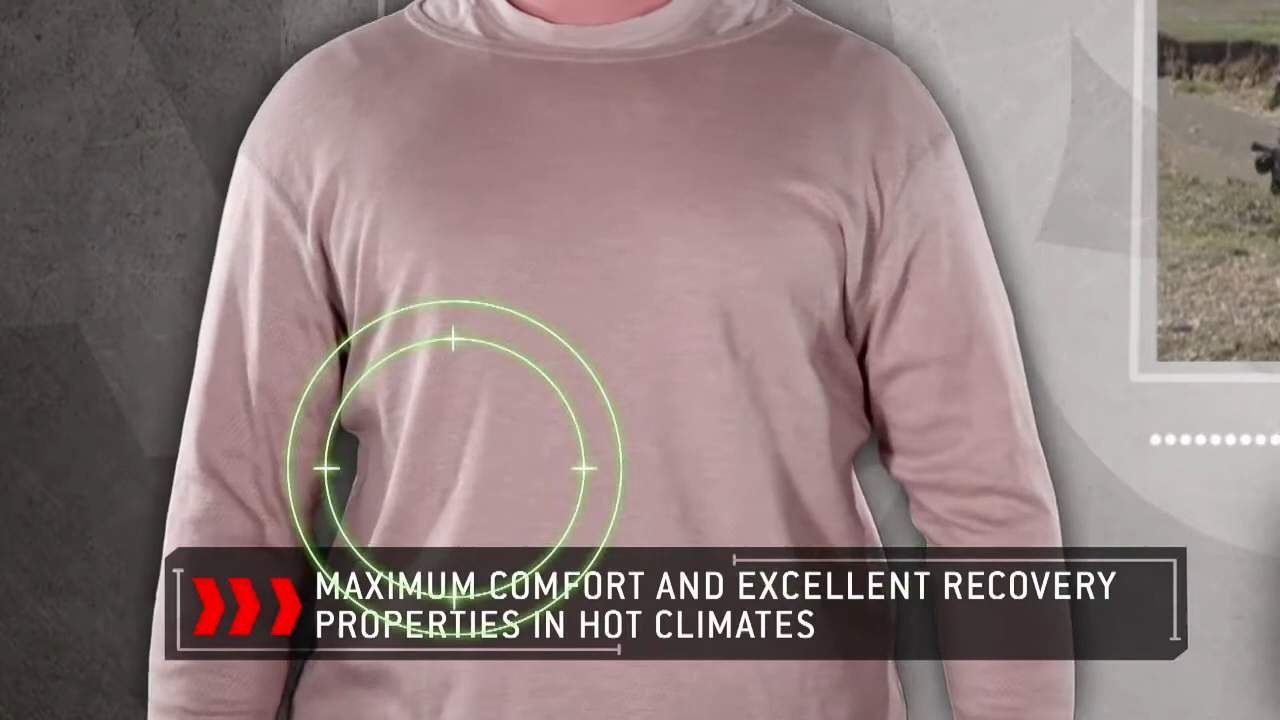 MAXIMUM COMFORT AND EXCELLENT RECOVERY
PROPERTIES IN HOT CLIMATES